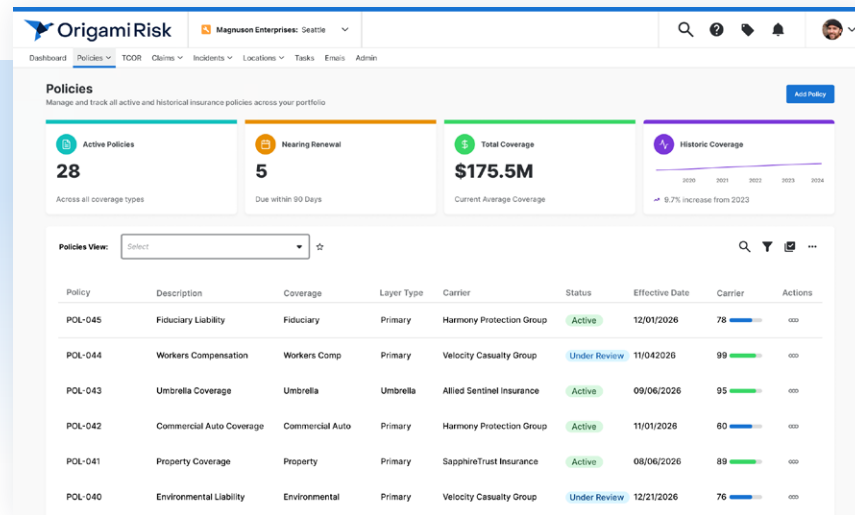 Origami Risk
Magnuson Enterprises: Seattle
Dashboard Policies TCOR Claims Incidents Locations Tasks Emais Admin
Policies
Manage and track all active and historical insurance policies across your portfolio
Add Policy
Active Policies
28
Across all coverage types
Nearing Renewal
5
Due within 90 Days
Total Coverage
$175.5M
Current Average Coverage
Historic Coverage
2020 2021 2022 2023 2024
9.7% increase from 2023
Policies View: Select
Policy Description Coverage Layer Type Carrier Status Effective Date Carrier Actions
POL-045 Fiduciary Liability Fiduciary Primary Harmony Protection Group Active 12/01/2026 78
POL-044 Workers Compensation Workers Comp Primary Velocity Casualty Group Under Review 11/042026 99
POL-043 Umbrella Coverage Umbrella Umbrella Allied Sentinel Insurance Active 09/06/2026 95
POL-042 Commercial Auto Coverage Commercial Auto Primary Harmony Protection Group Active 11/01/2026 60
POL-041 Property Coverage Property Primary SapphireTrust Insurance Active 08/06/2026 89
POL-040 Environmental Liability Environmental Primary Velocity Casualty Group Under Review 12/21/2026 76